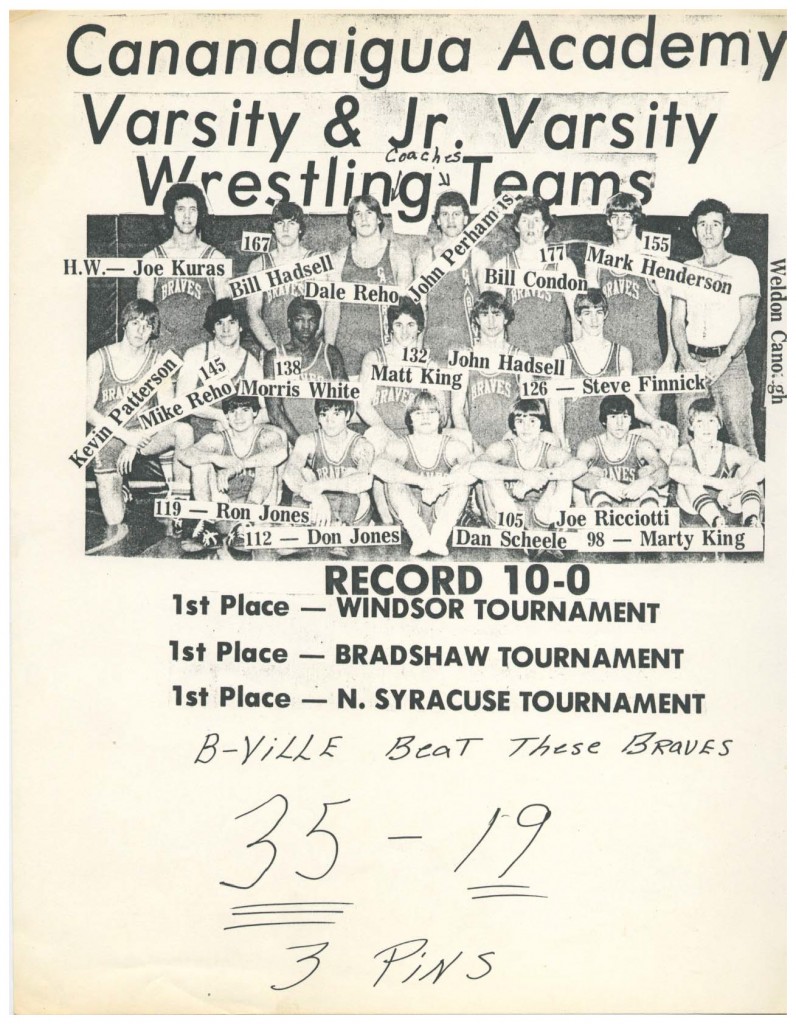 Canandaigua Academy
Varsity & Jr. Varsity
Coaches
Wrestling Teams
H.W.— Joe Kuras
167
Bill Hadsell
Dale Reho
John Perham
177
Bill Condon
155
Mark Henderson
Weldon
Kevin Patterson
145
Mike Reho
138
Morris White
132
Matt King
John Hadsell
126 — Steve Finnick
119 — Ron Jones
112 — Don Jones
105
Dan Scheele
Joe Ricciotti
98 — Marty King
BRAVES
BRAVES
BRAVES
BRAVES
RECORD 10-0
1st Place — WINDSOR TOURNAMENT
1st Place — BRADSHAW TOURNAMENT
1st Place — N. SYRACUSE TOURNAMENT
B-ViLLE Beat These BRAVES
35 - 19
3 PiNS